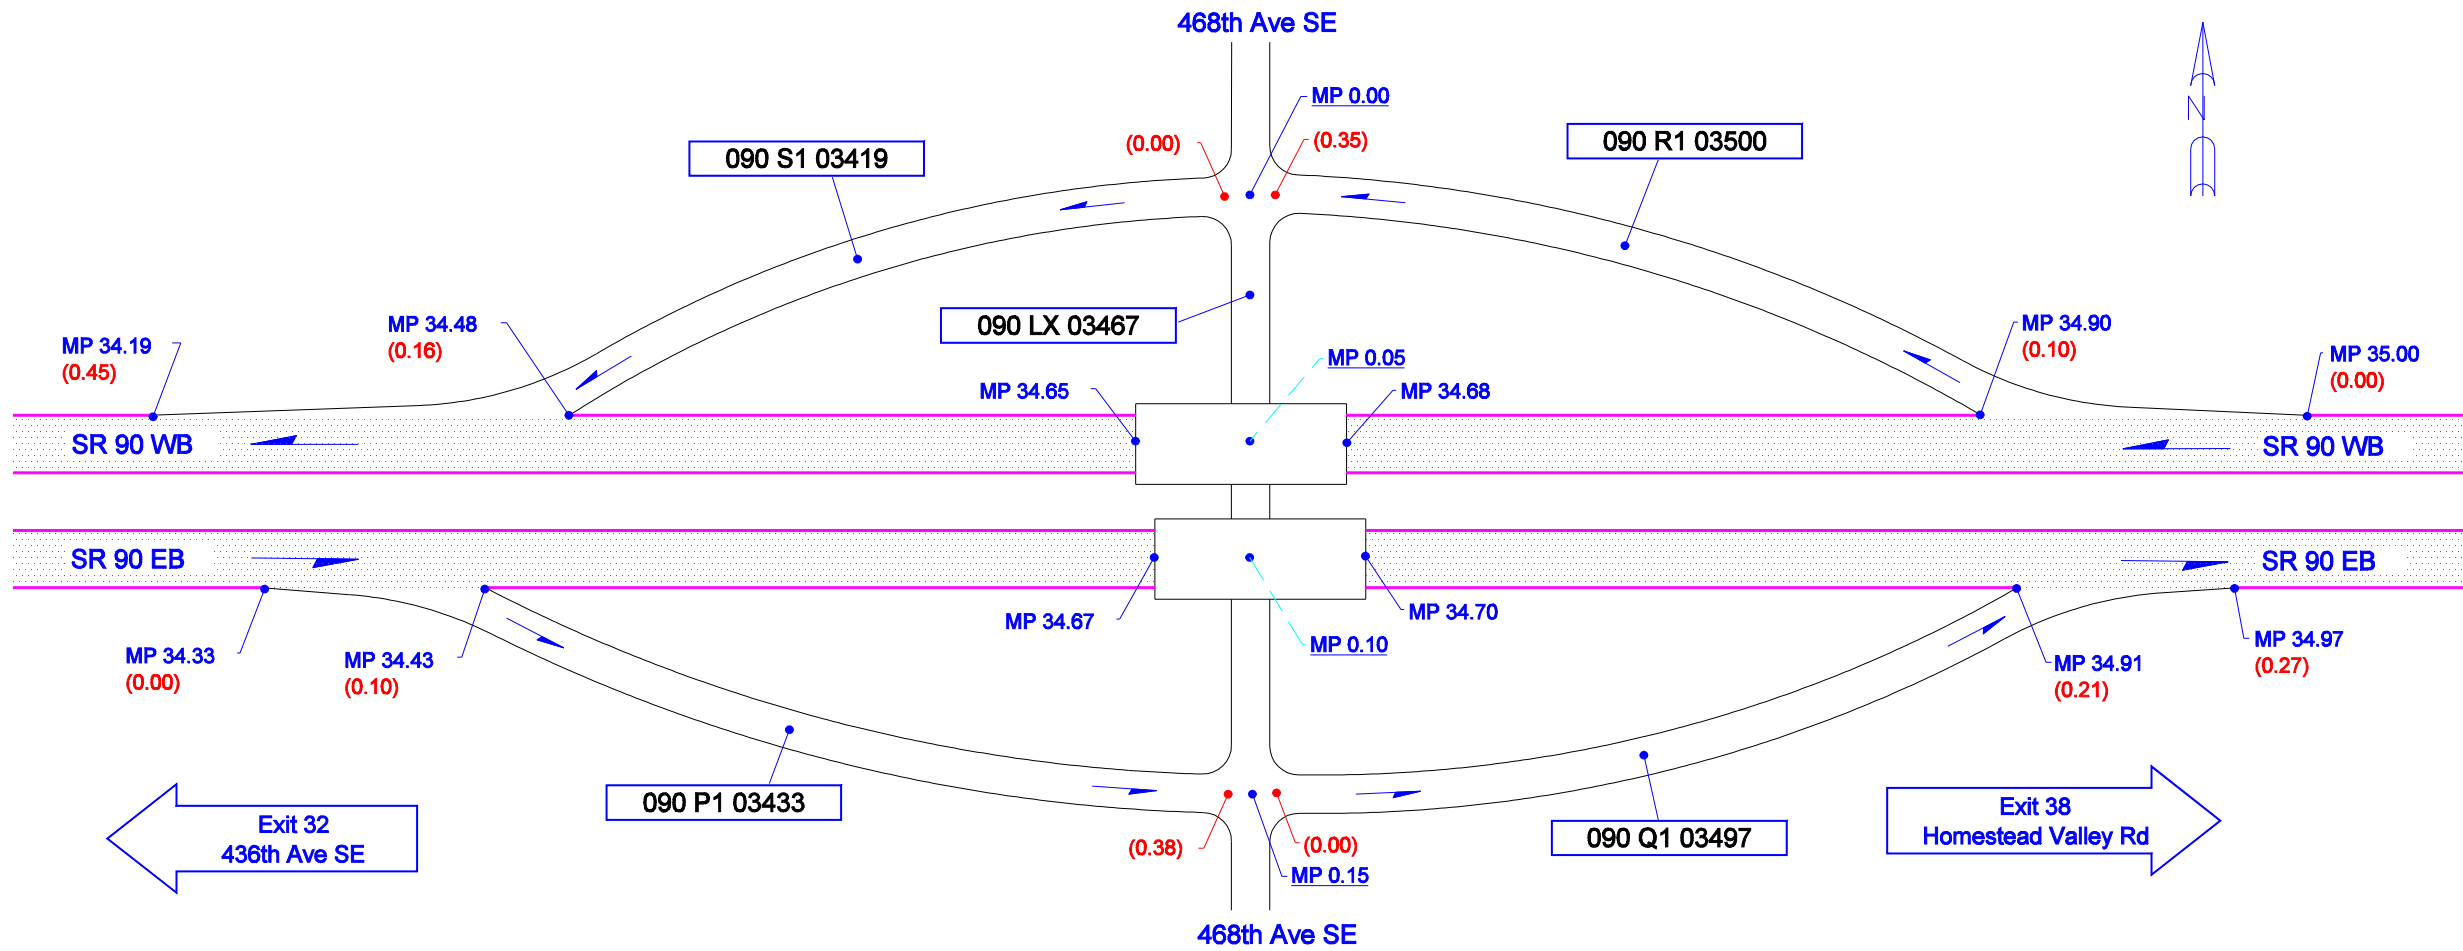 468th Ave SE
MP 0.00
(0.00)
(0.35)
090 S1 03419
090 R1 03500
N
090 LX 03467
MP 34.19
(0.45)
MP 34.48
(0.16)
MP 0.05
MP 34.65
MP 34.68
MP 34.90
(0.10)
MP 35.00
(0.00)
SR 90 WB
SR 90 WB
SR 90 EB
SR 90 EB
MP 34.67
MP 34.70
MP 0.10
MP 34.33
(0.00)
MP 34.43
(0.10)
MP 34.91
(0.21)
MP 34.97
(0.27)
090 P1 03433
090 Q1 03497
Exit 32
436th Ave SE
Exit 38
Homestead Valley Rd
(0.38)
(0.00)
MP 0.15
468th Ave SE